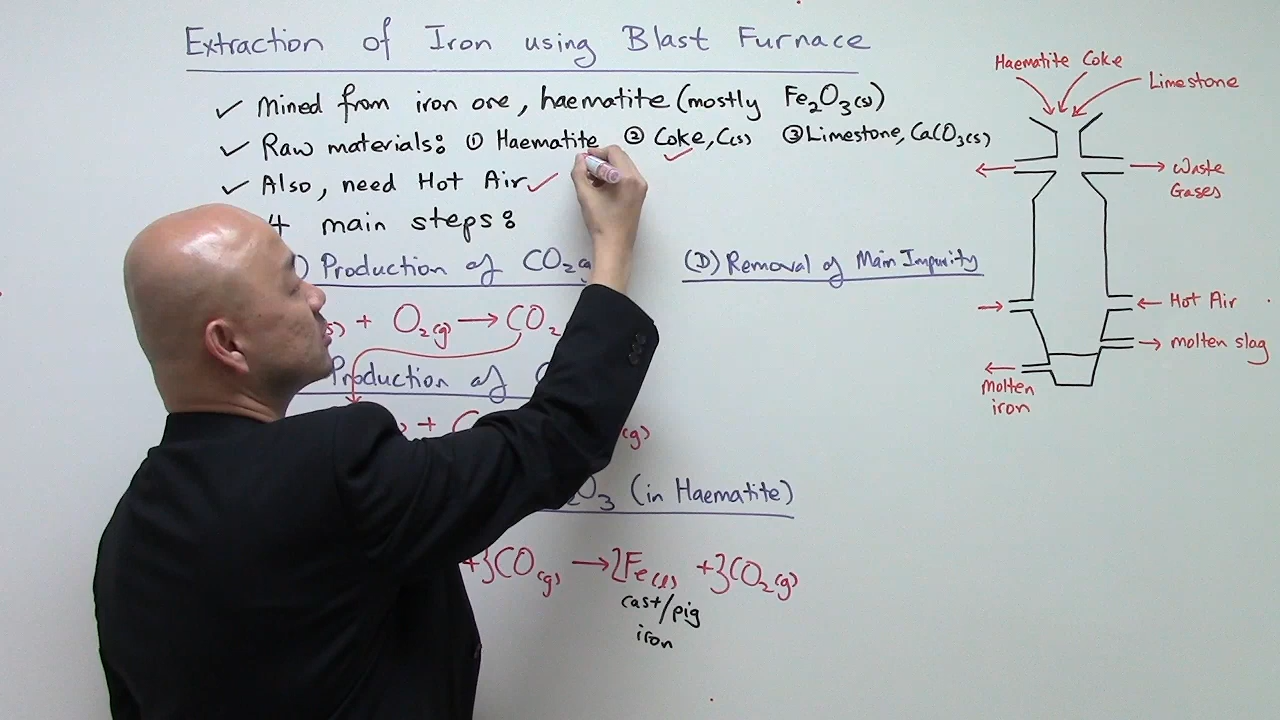 Extraction of Iron using Blast Furnace
✓ Mined from iron ore, haematite (mostly Fe₂O₃(s))
✓ Raw materials: ① Haematite ② Coke, C(s) ③ Limestone, CaCO₃(s)
✓ Also, need Hot Air ✓
4 main steps:
) Production of CO₂(g
(s) + O₂(g) → CO₂
Production of C
+ C
(g)
₂O₃ (in Haematite)
+3CO(g) → 2Fe(l) + 3CO₂(g)
cast/pig
iron
(D) Removal of Main Impurity
Haematite Coke
Limestone
Waste
Gases
Hot Air
molten slag
Molten
iron